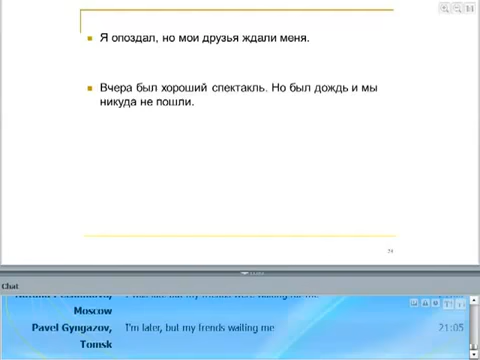 Я опоздал, но мои друзья ждали меня.
Вчера был хороший спектакль. Но был дождь и мы
никуда не пошли.
74
Chat
Moscow
Pavel Gyngazov, I'm later, but my frends wailing me 21:05
Tomsk